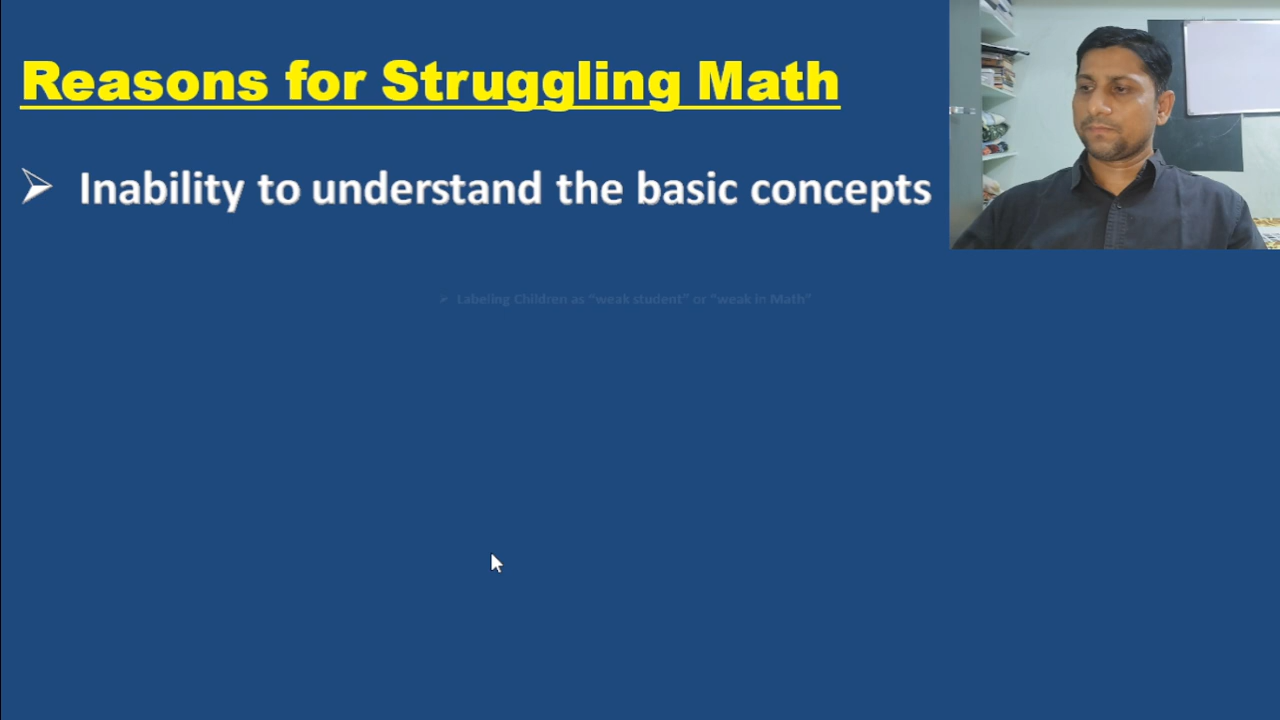 Reasons for Struggling Math
➢ Inability to understand the basic concepts
➢ Labeling Children as “weak student” or “weak in Math”